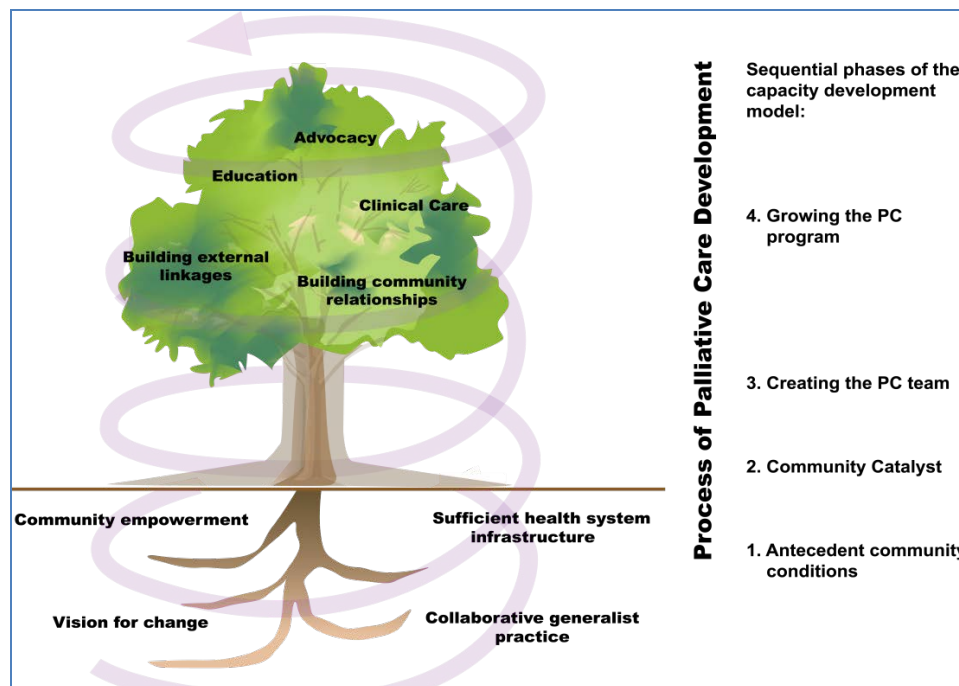 Advocacy
Education
Clinical Care
Building external
linkages
Building community
relationships
Community empowerment
Sufficient health system
infrastructure
Vision for change
Collaborative generalist
practice
Process of Palliative Care Development
Sequential phases of the
capacity development
model:
4. Growing the PC
program
3. Creating the PC team
2. Community Catalyst
1. Antecedent community
conditions